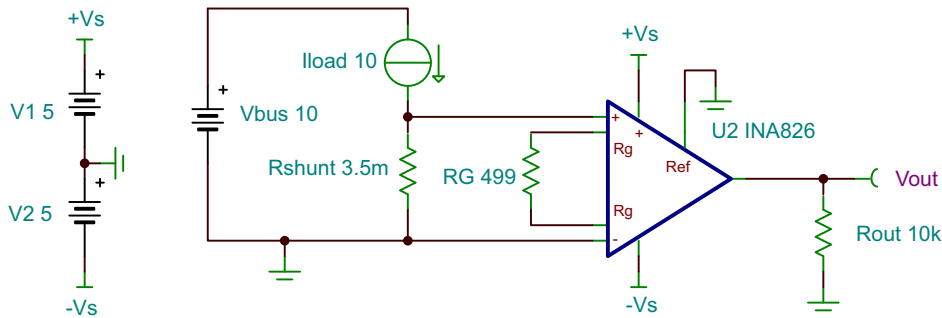 +Vs
V1 5
+
V2 5
+
-Vs
Vbus 10
+
Iload 10
Rshunt 3.5m
RG 499
+Vs
U2 INA826
+
+
Rg
Ref
Rg
-
-Vs
Vout
Rout 10k